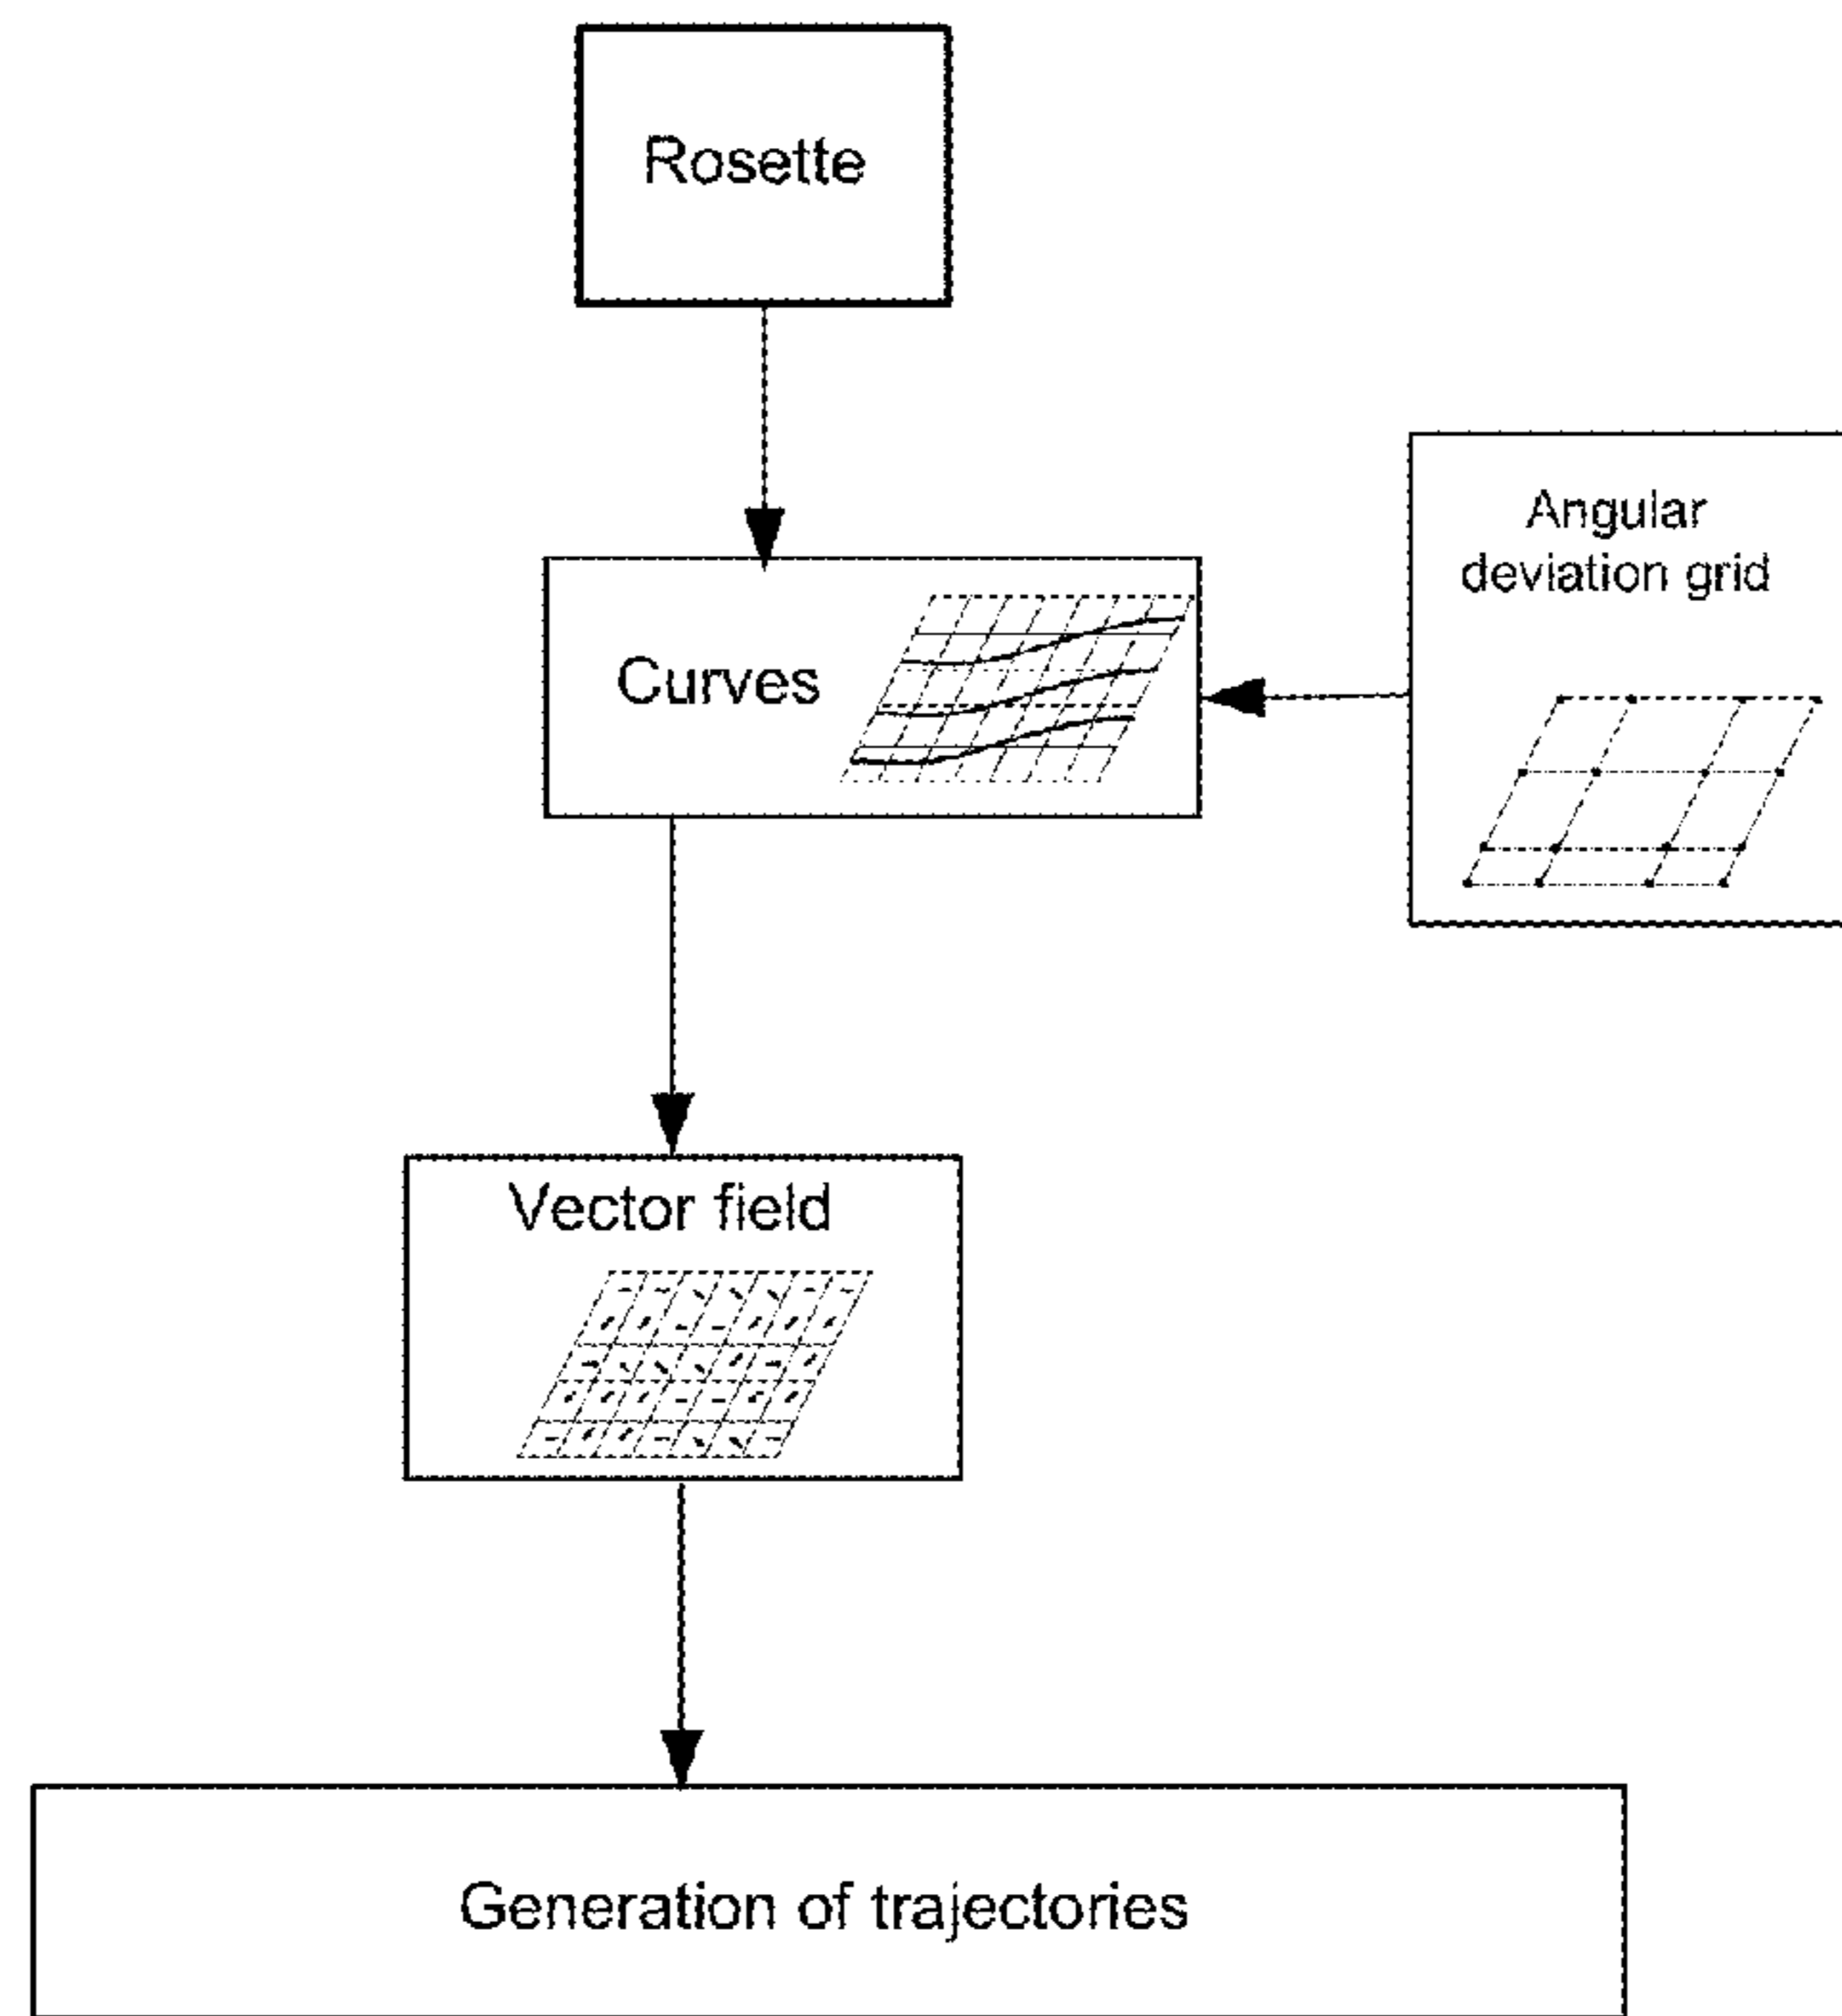 Rosette
Angular
deviation grid
Curves
Vector field
Generation of trajectories